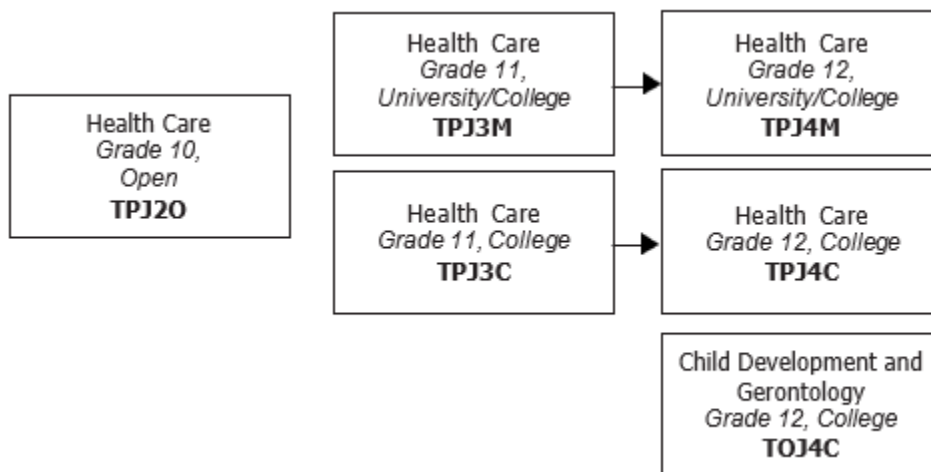 Health Care
Grade 10,
Open
TPJ2O
Health Care
Grade 11,
University/College
TPJ3M
Health Care
Grade 12,
University/College
TPJ4M
Health Care
Grade 11, College
TPJ3C
Health Care
Grade 12, College
TPJ4C
Child Development and
Gerontology
Grade 12, College
TOJ4C